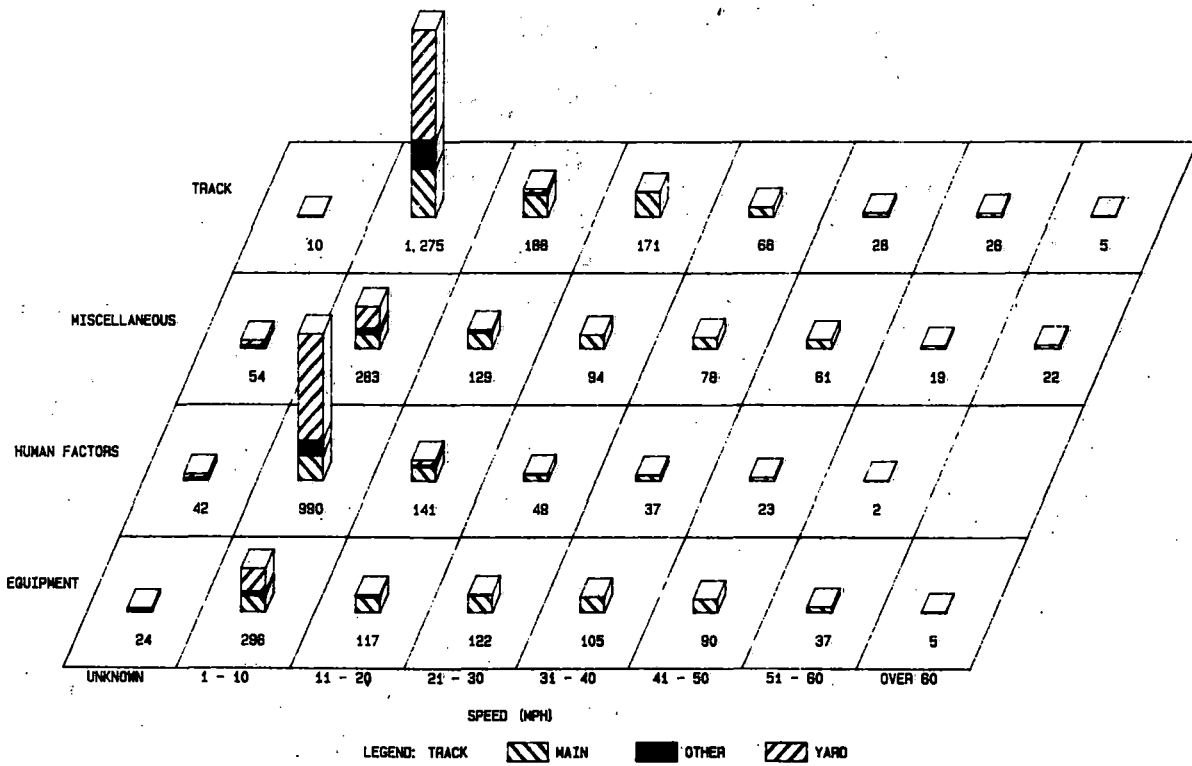 TRACK
10 1,275 188 171 68 28 26 5
MISCELLANEOUS
54 283 129 94 78 81 19 22
HUMAN FACTORS
42 990 141 48 37 23 2
EQUIPMENT
24 296 117 122 105 90 37 5
UNKNOWN 1 - 10 11 - 20 21 - 30 31 - 40 41 - 50 51 - 60 OVER 60
SPEED (MPH)
LEGEND: TRACK MAIN OTHER YARD